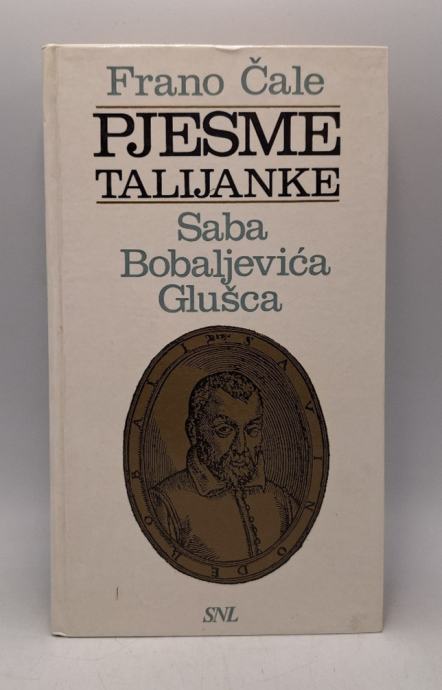 Frano Čale
PJESME
TALIJANKE
Saba
Bobaljevića
Glušca
SNL